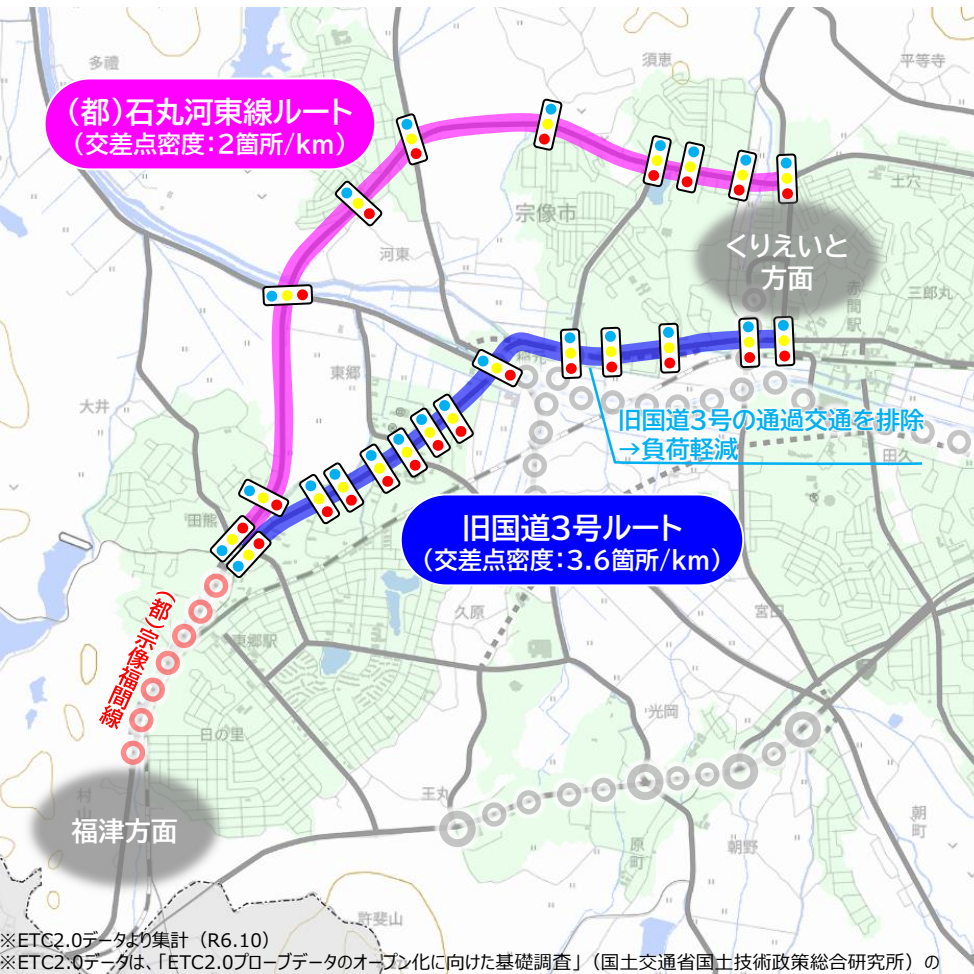 多禮
須恵
平等寺
（都）石丸河東線ルート
（交差点密度：2箇所/km）
土穴
宗像市
河東
くりえいと
方面
赤間駅
三郎丸
東郷
大井
旧国道3号の通過交通を排除
→負荷軽減
田久
田熊
旧国道3号ルート
（交差点密度：3.6箇所/km）
（都）宗像福間線
東郷駅
久原
宮田
日の里
光岡
王丸
村
福津方面
原町
朝野
朝町
許斐山
※ETC2.0データより集計（R6.10）
※ETC2.0データは、「ETC2.0プローブデータのオープン化に向けた基礎調査」（国土交通省国土技術政策総合研究所）の